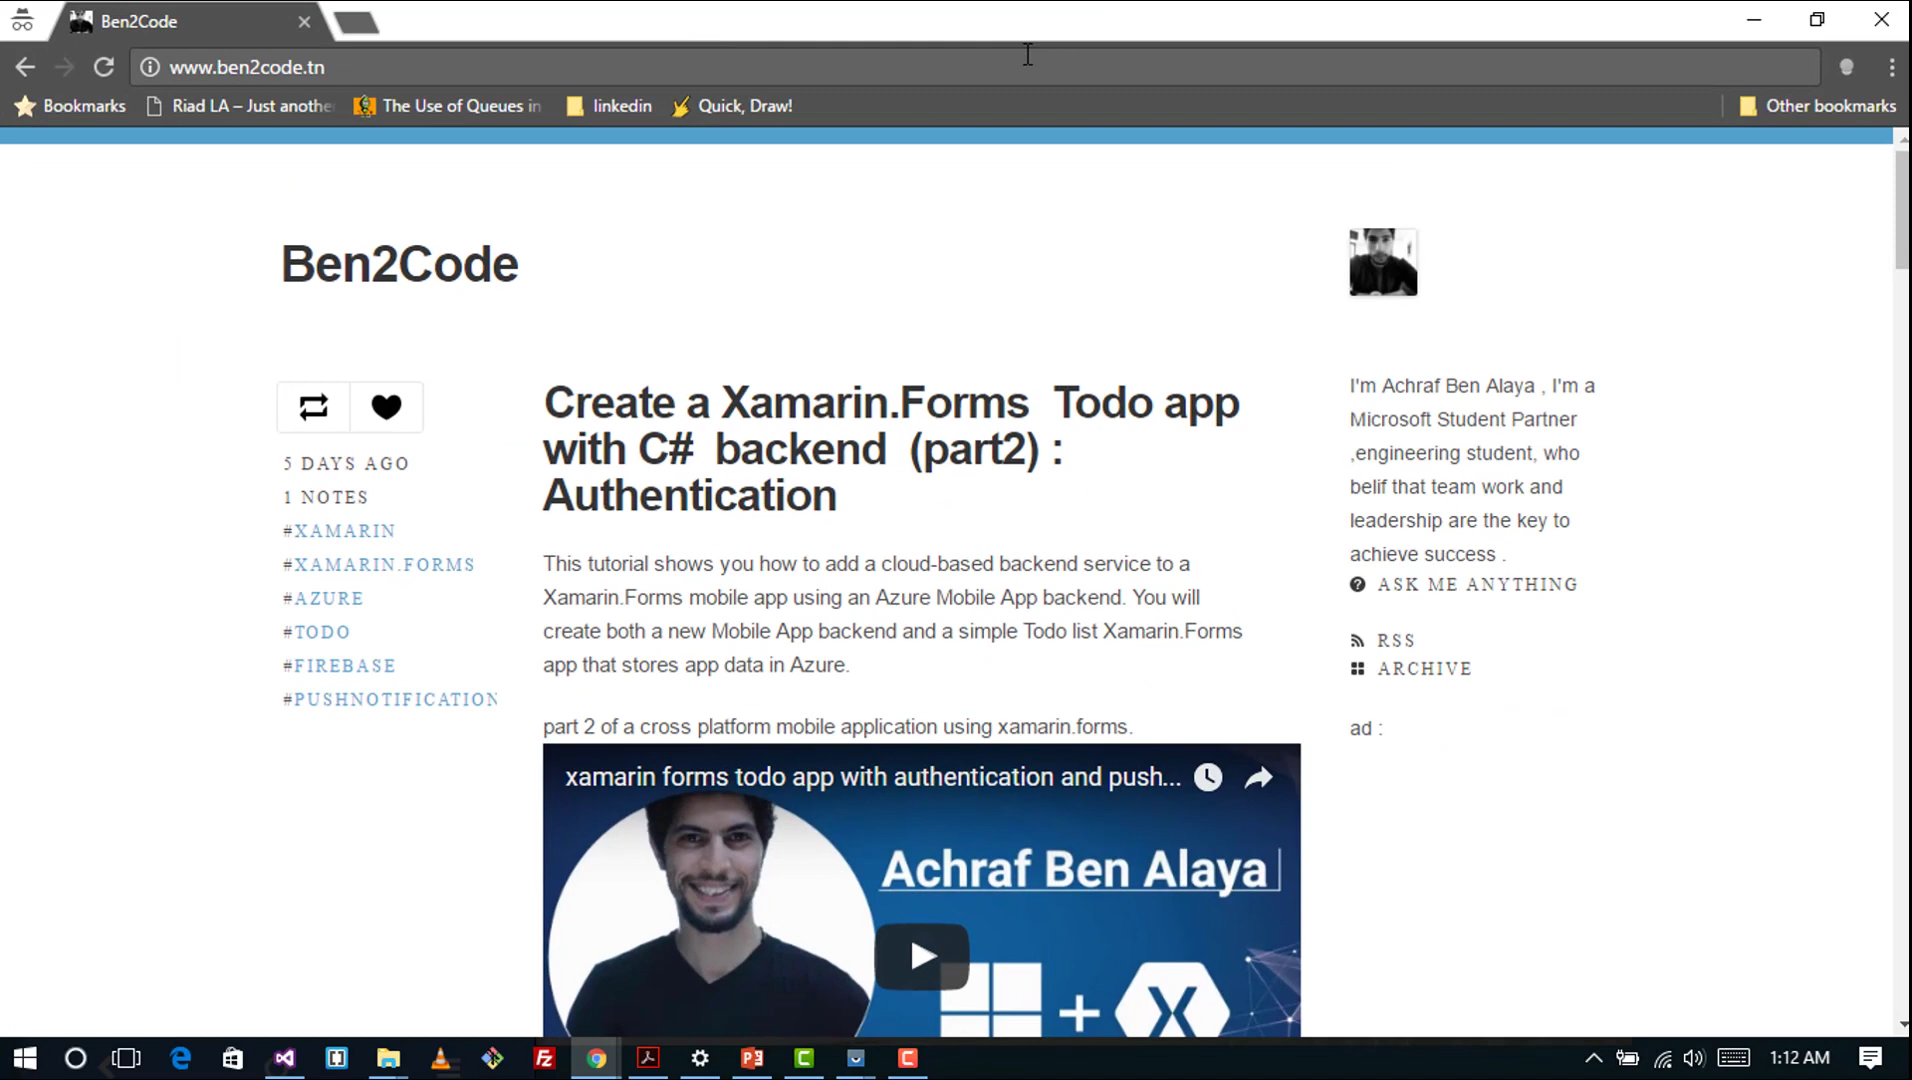 Ben2Code
www.ben2code.tn
Bookmarks
Riad LA – Just anothe
The Use of Queues in
linkedin
Quick, Draw!
Other bookmarks
Ben2Code
5 DAYS AGO
1 NOTES
#XAMARIN
#XAMARIN.FORMS
#AZURE
#TODO
#FIREBASE
#PUSHNOTIFICATION
Create a Xamarin.Forms Todo app
with C# backend (part2) :
Authentication
This tutorial shows you how to add a cloud-based backend service to a
Xamarin.Forms mobile app using an Azure Mobile App backend. You will
create both a new Mobile App backend and a simple Todo list Xamarin.Forms
app that stores app data in Azure.
part 2 of a cross platform mobile application using xamarin.forms.
xamarin forms todo app with authentication and push...
Achraf Ben Alaya
+
I'm Achraf Ben Alaya , I'm a
Microsoft Student Partner
,engineering student, who
belif that team work and
leadership are the key to
achieve success .
ASK ME ANYTHING
RSS
ARCHIVE
ad :
1:12 AM